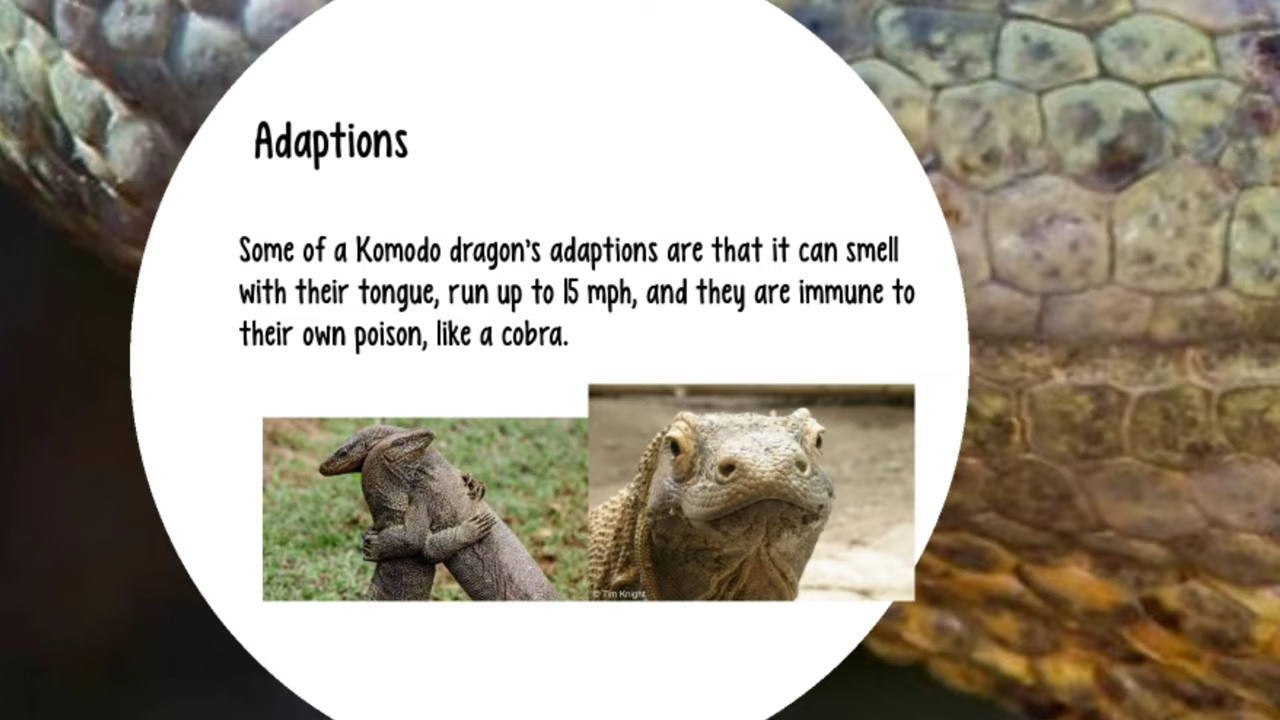 Adaptions
Some of a Komodo dragon's adaptions are that it can smell
with their tongue, run up to 15 mph, and they are immune to
their own poison, like a cobra.
© Tim Knight